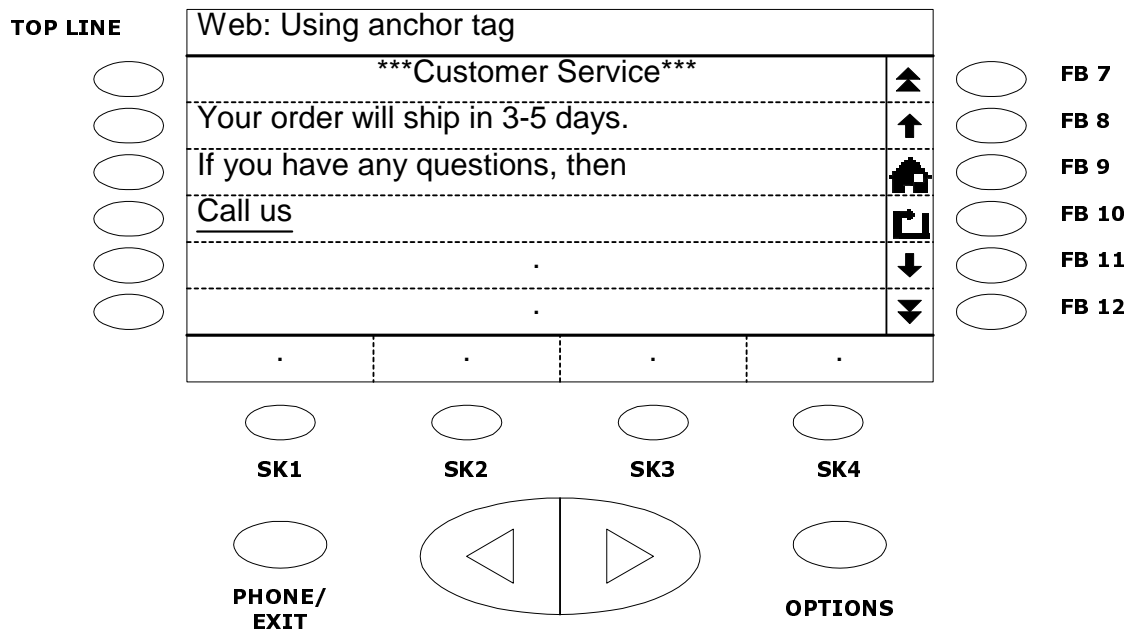 TOP LINE
Web: Using anchor tag
***Customer Service***
FB 7
Your order will ship in 3-5 days.
FB 8
If you have any questions, then
FB 9
Call us
FB 10
.
FB 11
.
FB 12
. . . .
SK1 SK2 SK3 SK4
PHONE/
EXIT
OPTIONS